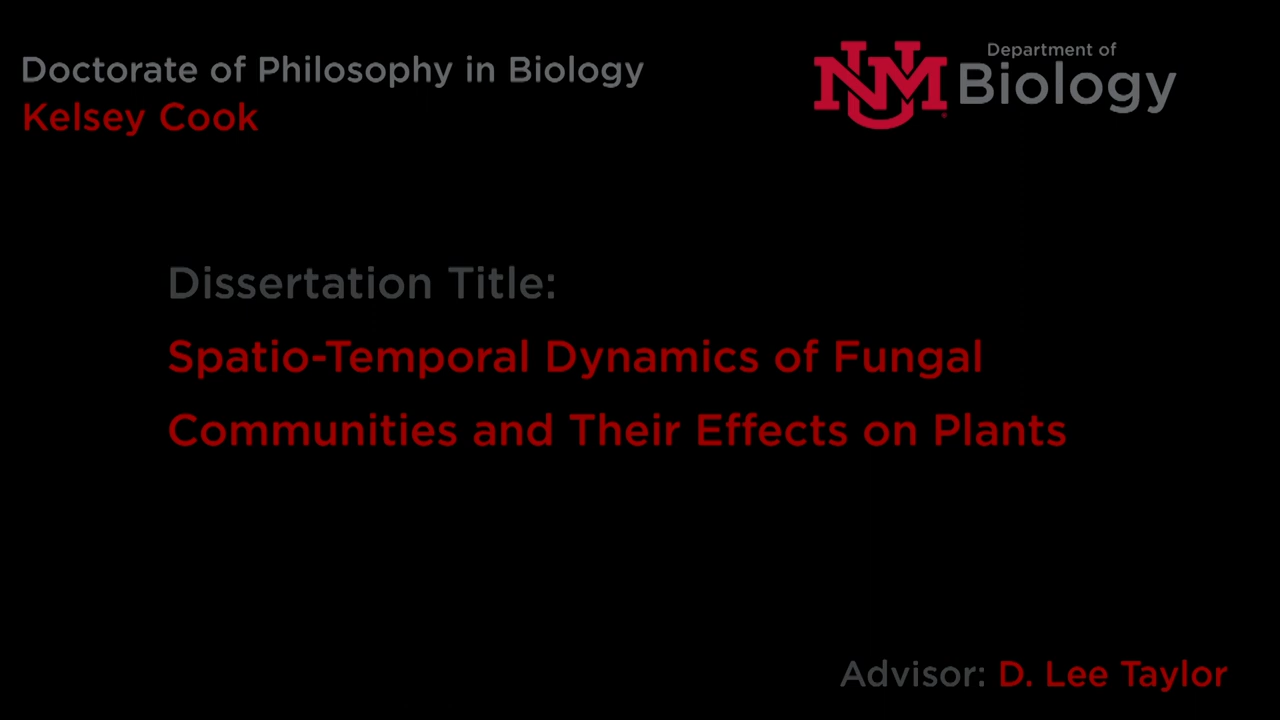 Doctorate of Philosophy in Biology
Kelsey Cook
UNM
Department of
Biology
Dissertation Title:
Spatio-Temporal Dynamics of Fungal
Communities and Their Effects on Plants
Advisor: D. Lee Taylor